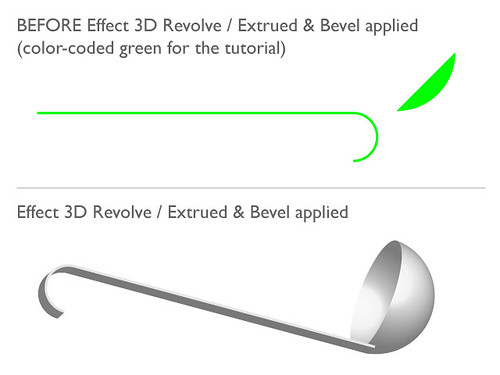 BEFORE Effect 3D Revolve / Extrued & Bevel applied
(color-coded green for the tutorial)
Effect 3D Revolve / Extrued & Bevel applied